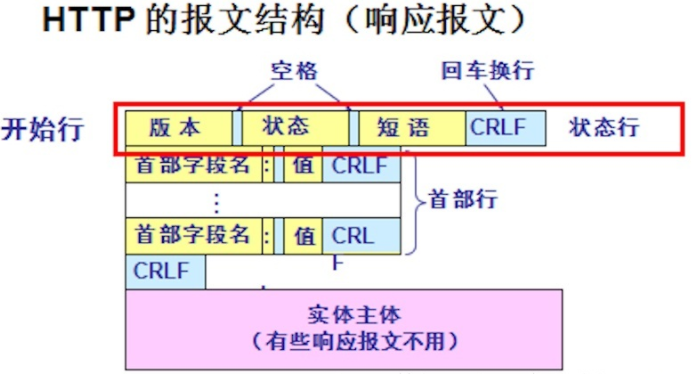 HTTP 的报文结构（响应报文）
空格 回车换行
开始行 版本 状态 短语 CRLF 状态行
首部字段名 : 值 CRLF
⋮
首部行
首部字段名 : 值 CRL
F
CRLF
实体主体
（有些响应报文不用）